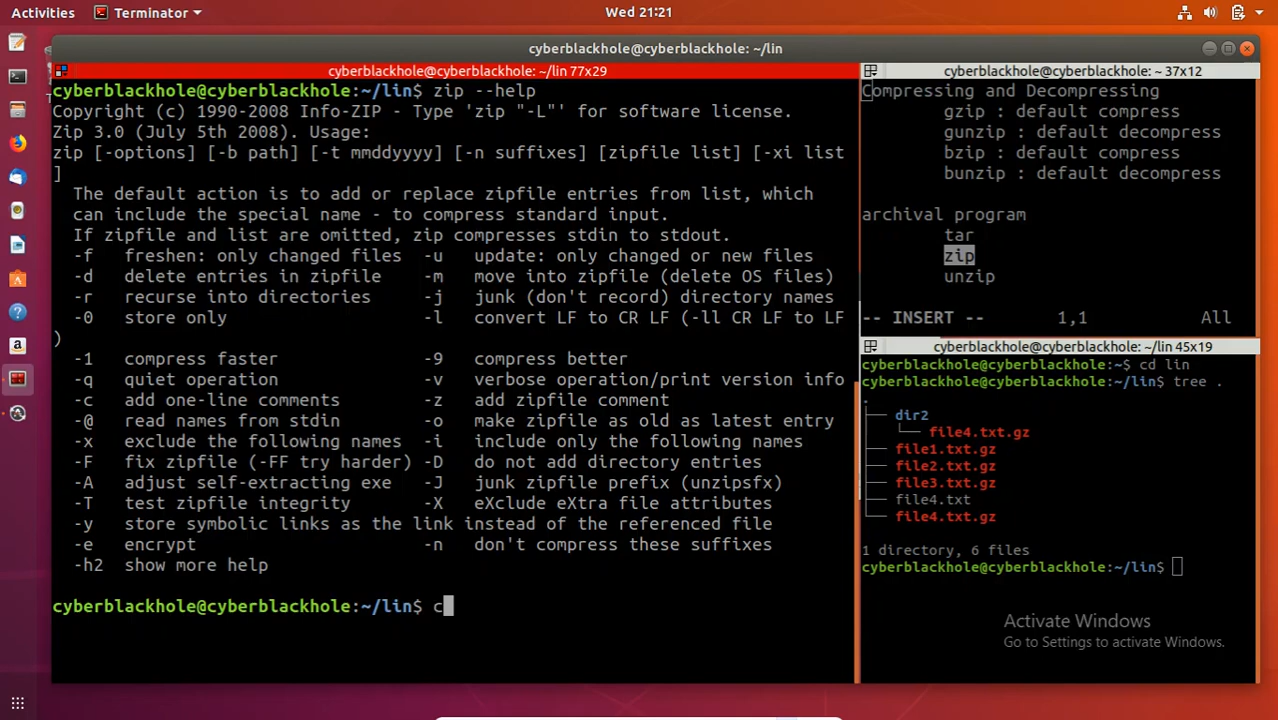 Activities
Terminator
Wed 21:21
cyberblackhole@cyberblackhole: ~/lin
cyberblackhole@cyberblackhole: ~/lin 77x29
cyberblackhole@cyberblackhole:~/lin$ zip --help
Copyright (c) 1990-2008 Info-ZIP - Type 'zip "-L"' for software license.
Zip 3.0 (July 5th 2008). Usage:
zip [-options] [-b path] [-t mmddyyyy] [-n suffixes] [zipfile list] [-xi list
]
The default action is to add or replace zipfile entries from list, which
can include the special name - to compress standard input.
If zipfile and list are omitted, zip compresses stdin to stdout.
-f freshen: only changed files -u update: only changed or new files
-d delete entries in zipfile -m move into zipfile (delete OS files)
-r recurse into directories -j junk (don't record) directory names
-0 store only -l convert LF to CR LF (-ll CR LF to LF
)
-1 compress faster -9 compress better
-q quiet operation -v verbose operation/print version info
-c add one-line comments -z add zipfile comment
-@ read names from stdin -o make zipfile as old as latest entry
-x exclude the following names -i include only the following names
-F fix zipfile (-FF try harder) -D do not add directory entries
-A adjust self-extracting exe -J junk zipfile prefix (unzipsfx)
-T test zipfile integrity -X eXclude eXtra file attributes
-y store symbolic links as the link instead of the referenced file
-e encrypt -n don't compress these suffixes
-h2 show more help
cyberblackhole@cyberblackhole:~/lin$ c
cyberblackhole@cyberblackhole: ~ 37x12
Compressing and Decompressing
gzip : default compress
gunzip : default decompress
bzip : default compress
bunzip : default decompress
archival program
tar
zip
unzip
-- INSERT -- 1,1 All
cyberblackhole@cyberblackhole: ~/lin 45x19
cyberblackhole@cyberblackhole:~$ cd lin
cyberblackhole@cyberblackhole:~/lin$ tree .
.
├── dir2
│   └── file4.txt.gz
├── file1.txt.gz
├── file2.txt.gz
├── file3.txt.gz
├── file4.txt
└── file4.txt.gz
1 directory, 6 files
cyberblackhole@cyberblackhole:~/lin$
Activate Windows
Go to Settings to activate Windows.